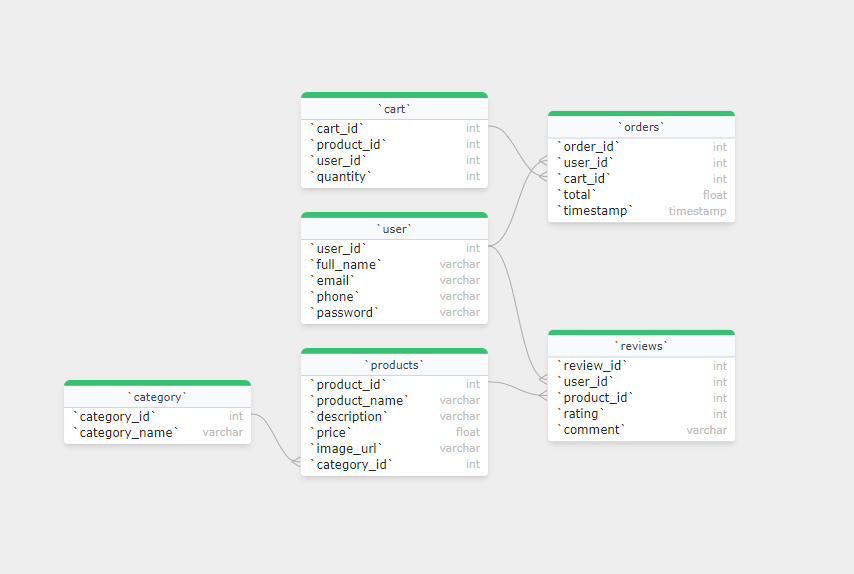 `cart`
`cart_id` int
`product_id` int
`user_id` int
`quantity` int
`orders`
`order_id` int
`user_id` int
`cart_id` int
`total` float
`timestamp` timestamp
`user`
`user_id` int
`full_name` varchar
`email` varchar
`phone` varchar
`password` varchar
`reviews`
`review_id` int
`user_id` int
`product_id` int
`rating` int
`comment` varchar
`products`
`product_id` int
`product_name` varchar
`description` varchar
`price` float
`image_url` varchar
`category_id` int
`category`
`category_id` int
`category_name` varchar